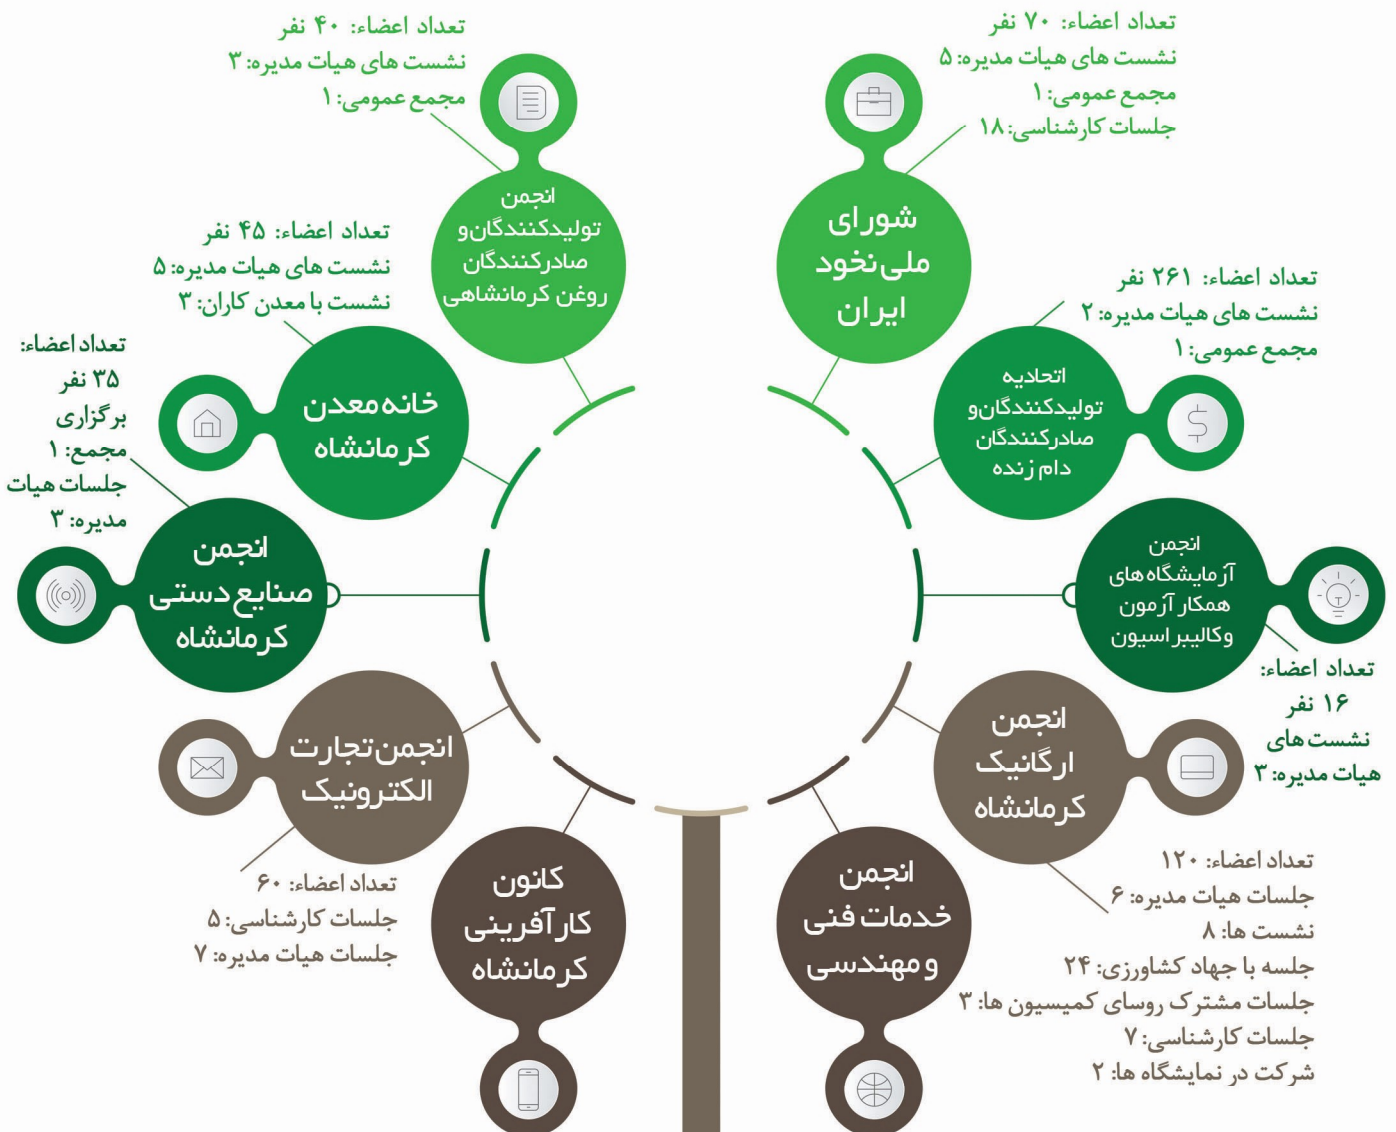 تعداد اعضاء: ۷۰ نفر
نشست های هیات مدیره: ۵
مجمع عمومی: ۱
جلسات کارشناسی: ۱۸
شورای
ملی نخود
ایران
تعداد اعضاء: ۴۰ نفر
نشست های هیات مدیره: ۳
مجمع عمومی: ۱
انجمن
تولیدکنندگان و
صادرکنندگان
روغن کرمانشاهی
تعداد اعضاء: ۲۶۱ نفر
نشست های هیات مدیره: ۲
مجمع عمومی: ۱
اتحادیه
تولیدکنندگان و
صادرکنندگان
دام زنده
تعداد اعضاء: ۴۵ نفر
نشست های هیات مدیره: ۵
نشست با معدن کاران: ۳
خانه معدن
کرمانشاه
انجمن
آزمایشگاه های
همکار آزمون
وکالیبراسیون
تعداد اعضاء:
۱۶ نفر
نشست های
هیات مدیره: ۳
تعداد اعضاء:
۳۵ نفر
برگزاری
مجمع: ۱
جلسات هیات
مدیره: ۳
انجمن
صنایع دستی
کرمانشاه
انجمن
ارگانیک
کرمانشاه
تعداد اعضاء: ۱۲۰
جلسات هیات مدیره: ۶
نشست ها: ۸
جلسه با جهاد کشاورزی: ۲۴
جلسات مشترک روسای کمیسیون ها: ۳
جلسات کارشناسی: ۷
شرکت در نمایشگاه ها: ۲
انجمن تجارت
الکترونیک
تعداد اعضاء: ۶۰
جلسات کارشناسی: ۵
جلسات هیات مدیره: ۷
انجمن
خدمات فنی
و مهندسی
کانون
کارآفرینی
کرمانشاه